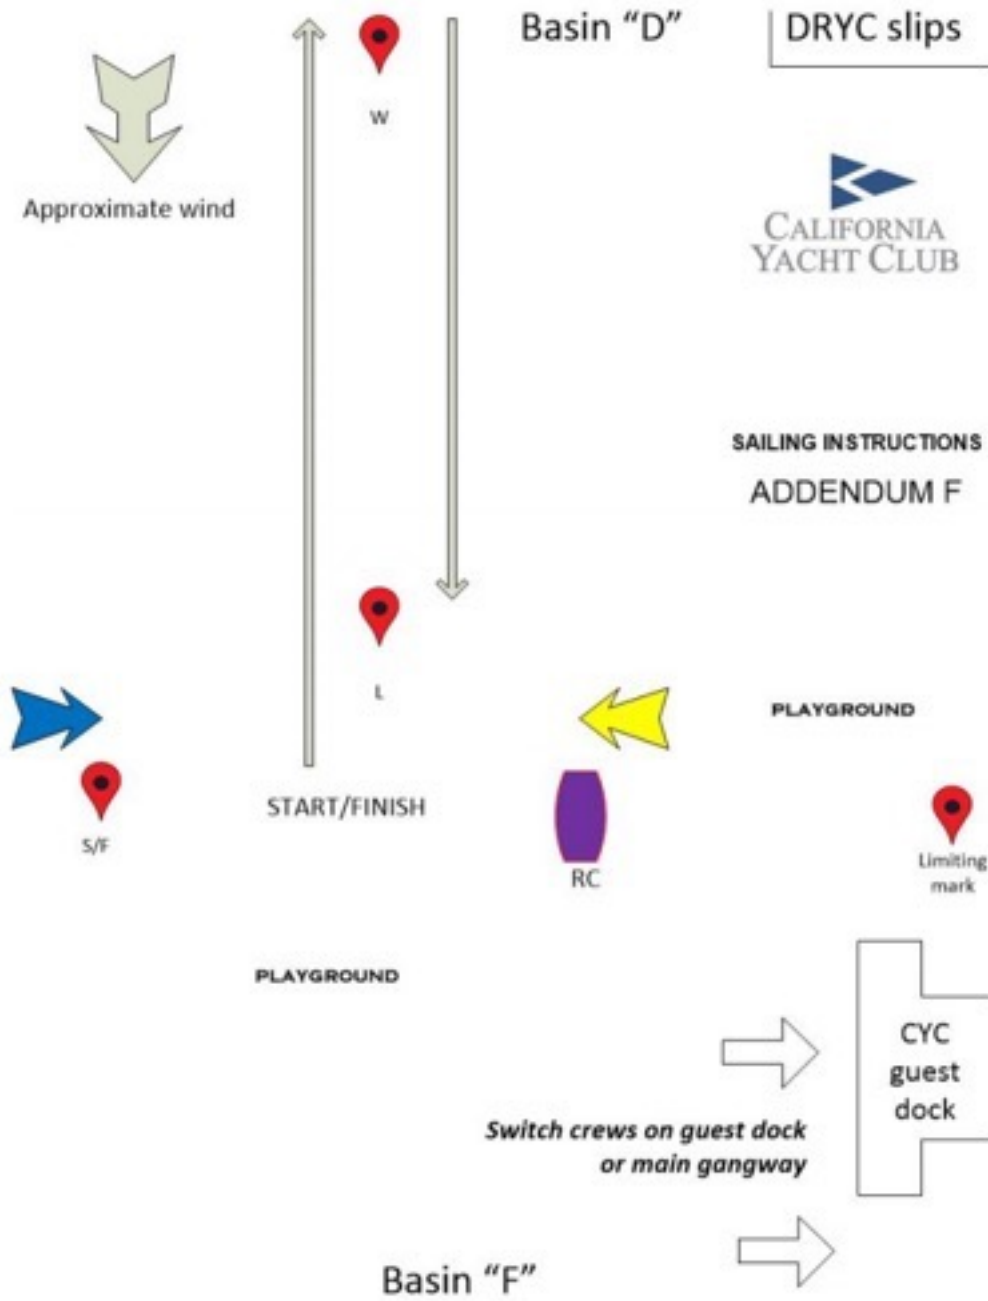 Basin “D”
DRYC slips
W
Approximate wind
CALIFORNIA
YACHT CLUB
SAILING INSTRUCTIONS
ADDENDUM F
L
PLAYGROUND
START/FINISH
S/F
RC
Limiting
mark
PLAYGROUND
CYC
guest
dock
Switch crews on guest dock
or main gangway
Basin “F”